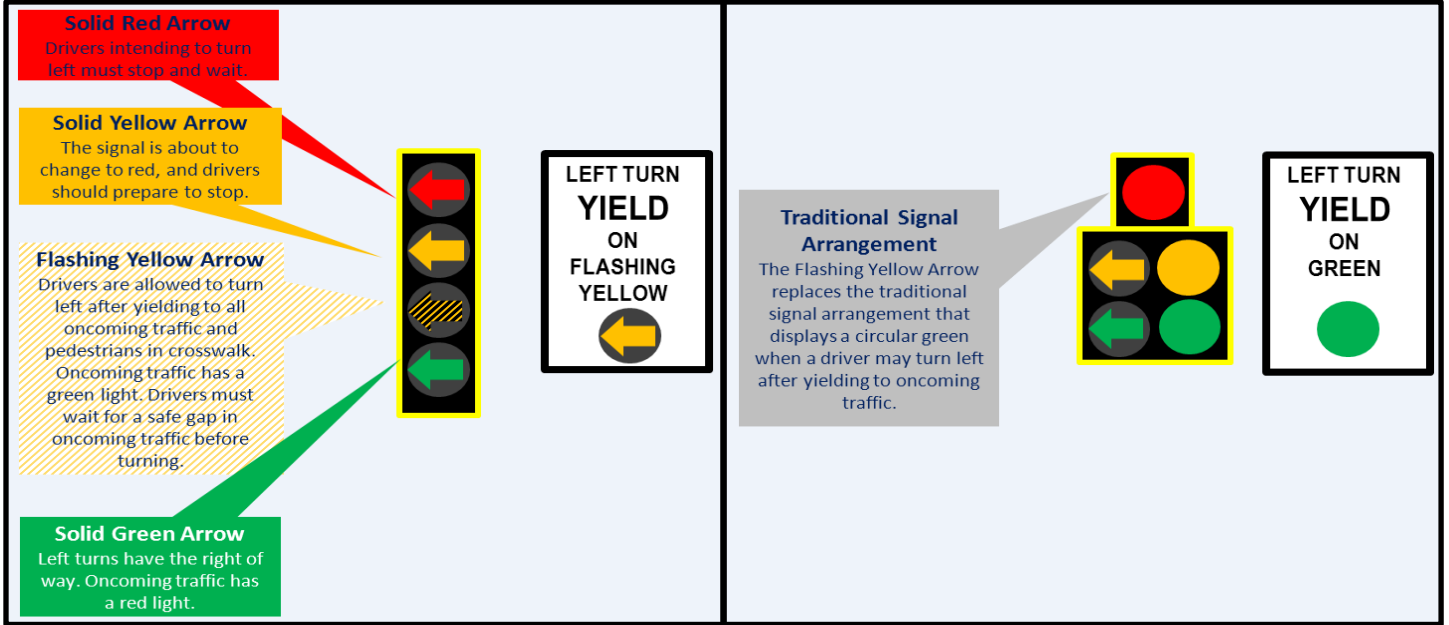 Solid Red Arrow
Drivers intending to turn
left must stop and wait.
Solid Yellow Arrow
The signal is about to
change to red, and drivers
should prepare to stop.
Flashing Yellow Arrow
Drivers are allowed to turn
left after yielding to all
oncoming traffic and
pedestrians in crosswalk.
Oncoming traffic has a
green light. Drivers must
wait for a safe gap in
oncoming traffic before
turning.
Solid Green Arrow
Left turns have the right of
way. Oncoming traffic has
a red light.
LEFT TURN
YIELD
ON
FLASHING
YELLOW
Traditional Signal
Arrangement
The Flashing Yellow Arrow
replaces the traditional
signal arrangement that
displays a circular green
when a driver may turn left
after yielding to oncoming
traffic.
LEFT TURN
YIELD
ON
GREEN